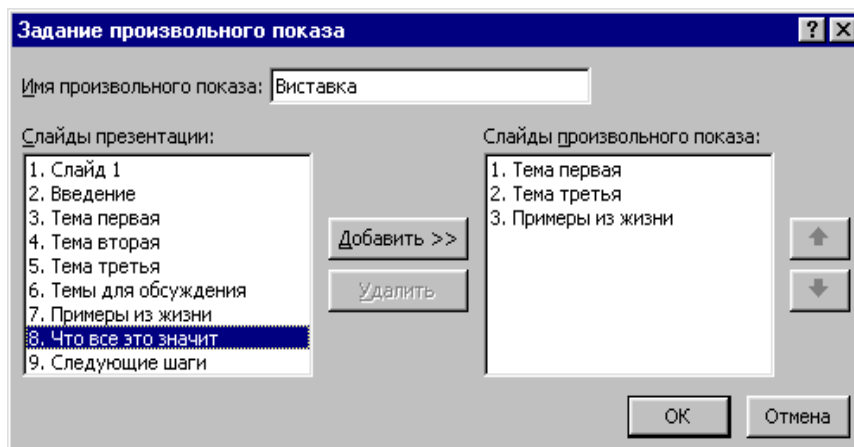 Задание произвольного показа
Имя произвольного показа: Виставка
Слайды презентации:
1. Слайд 1
2. Введение
3. Тема первая
4. Тема вторая
5. Тема третья
6. Темы для обсуждения
7. Примеры из жизни
8. Что все это значит
9. Следующие шаги
Добавить >>
Удалить
Слайды произвольного показа:
1. Тема первая
2. Тема третья
3. Примеры из жизни
ОК
Отмена